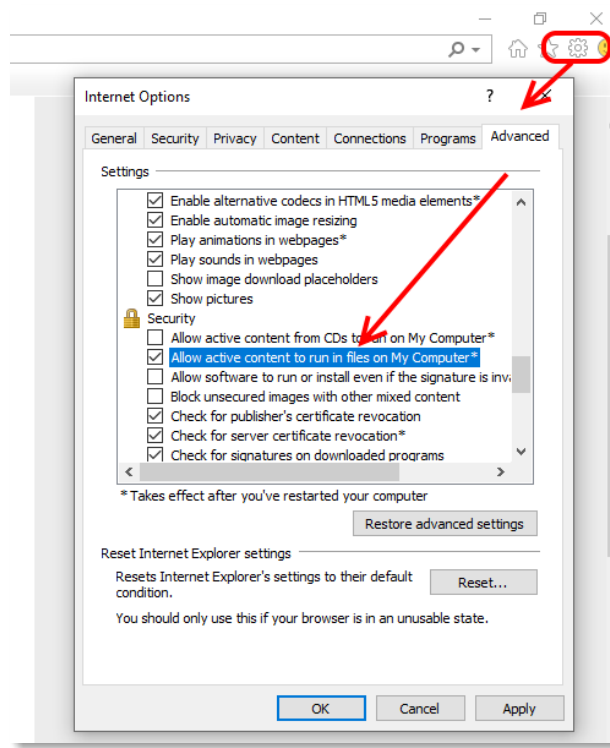 Internet Options
?
General Security Privacy Content Connections Programs Advanced
Settings
Enable alternative codecs in HTML5 media elements*
Enable automatic image resizing
Play animations in webpages*
Play sounds in webpages
Show image download placeholders
Show pictures
Security
Allow active content from CDs to run on My Computer*
Allow active content to run in files on My Computer*
Allow software to run or install even if the signature is
Block unsecured images with other mixed content
Check for publisher's certificate revocation
Check for server certificate revocation*
Check for signatures on downloaded programs
* Takes effect after you've restarted your computer
Restore advanced settings
Reset Internet Explorer settings
Resets Internet Explorer's settings to their default
condition.
Reset...
You should only use this if your browser is in an unusable state.
OK Cancel Apply